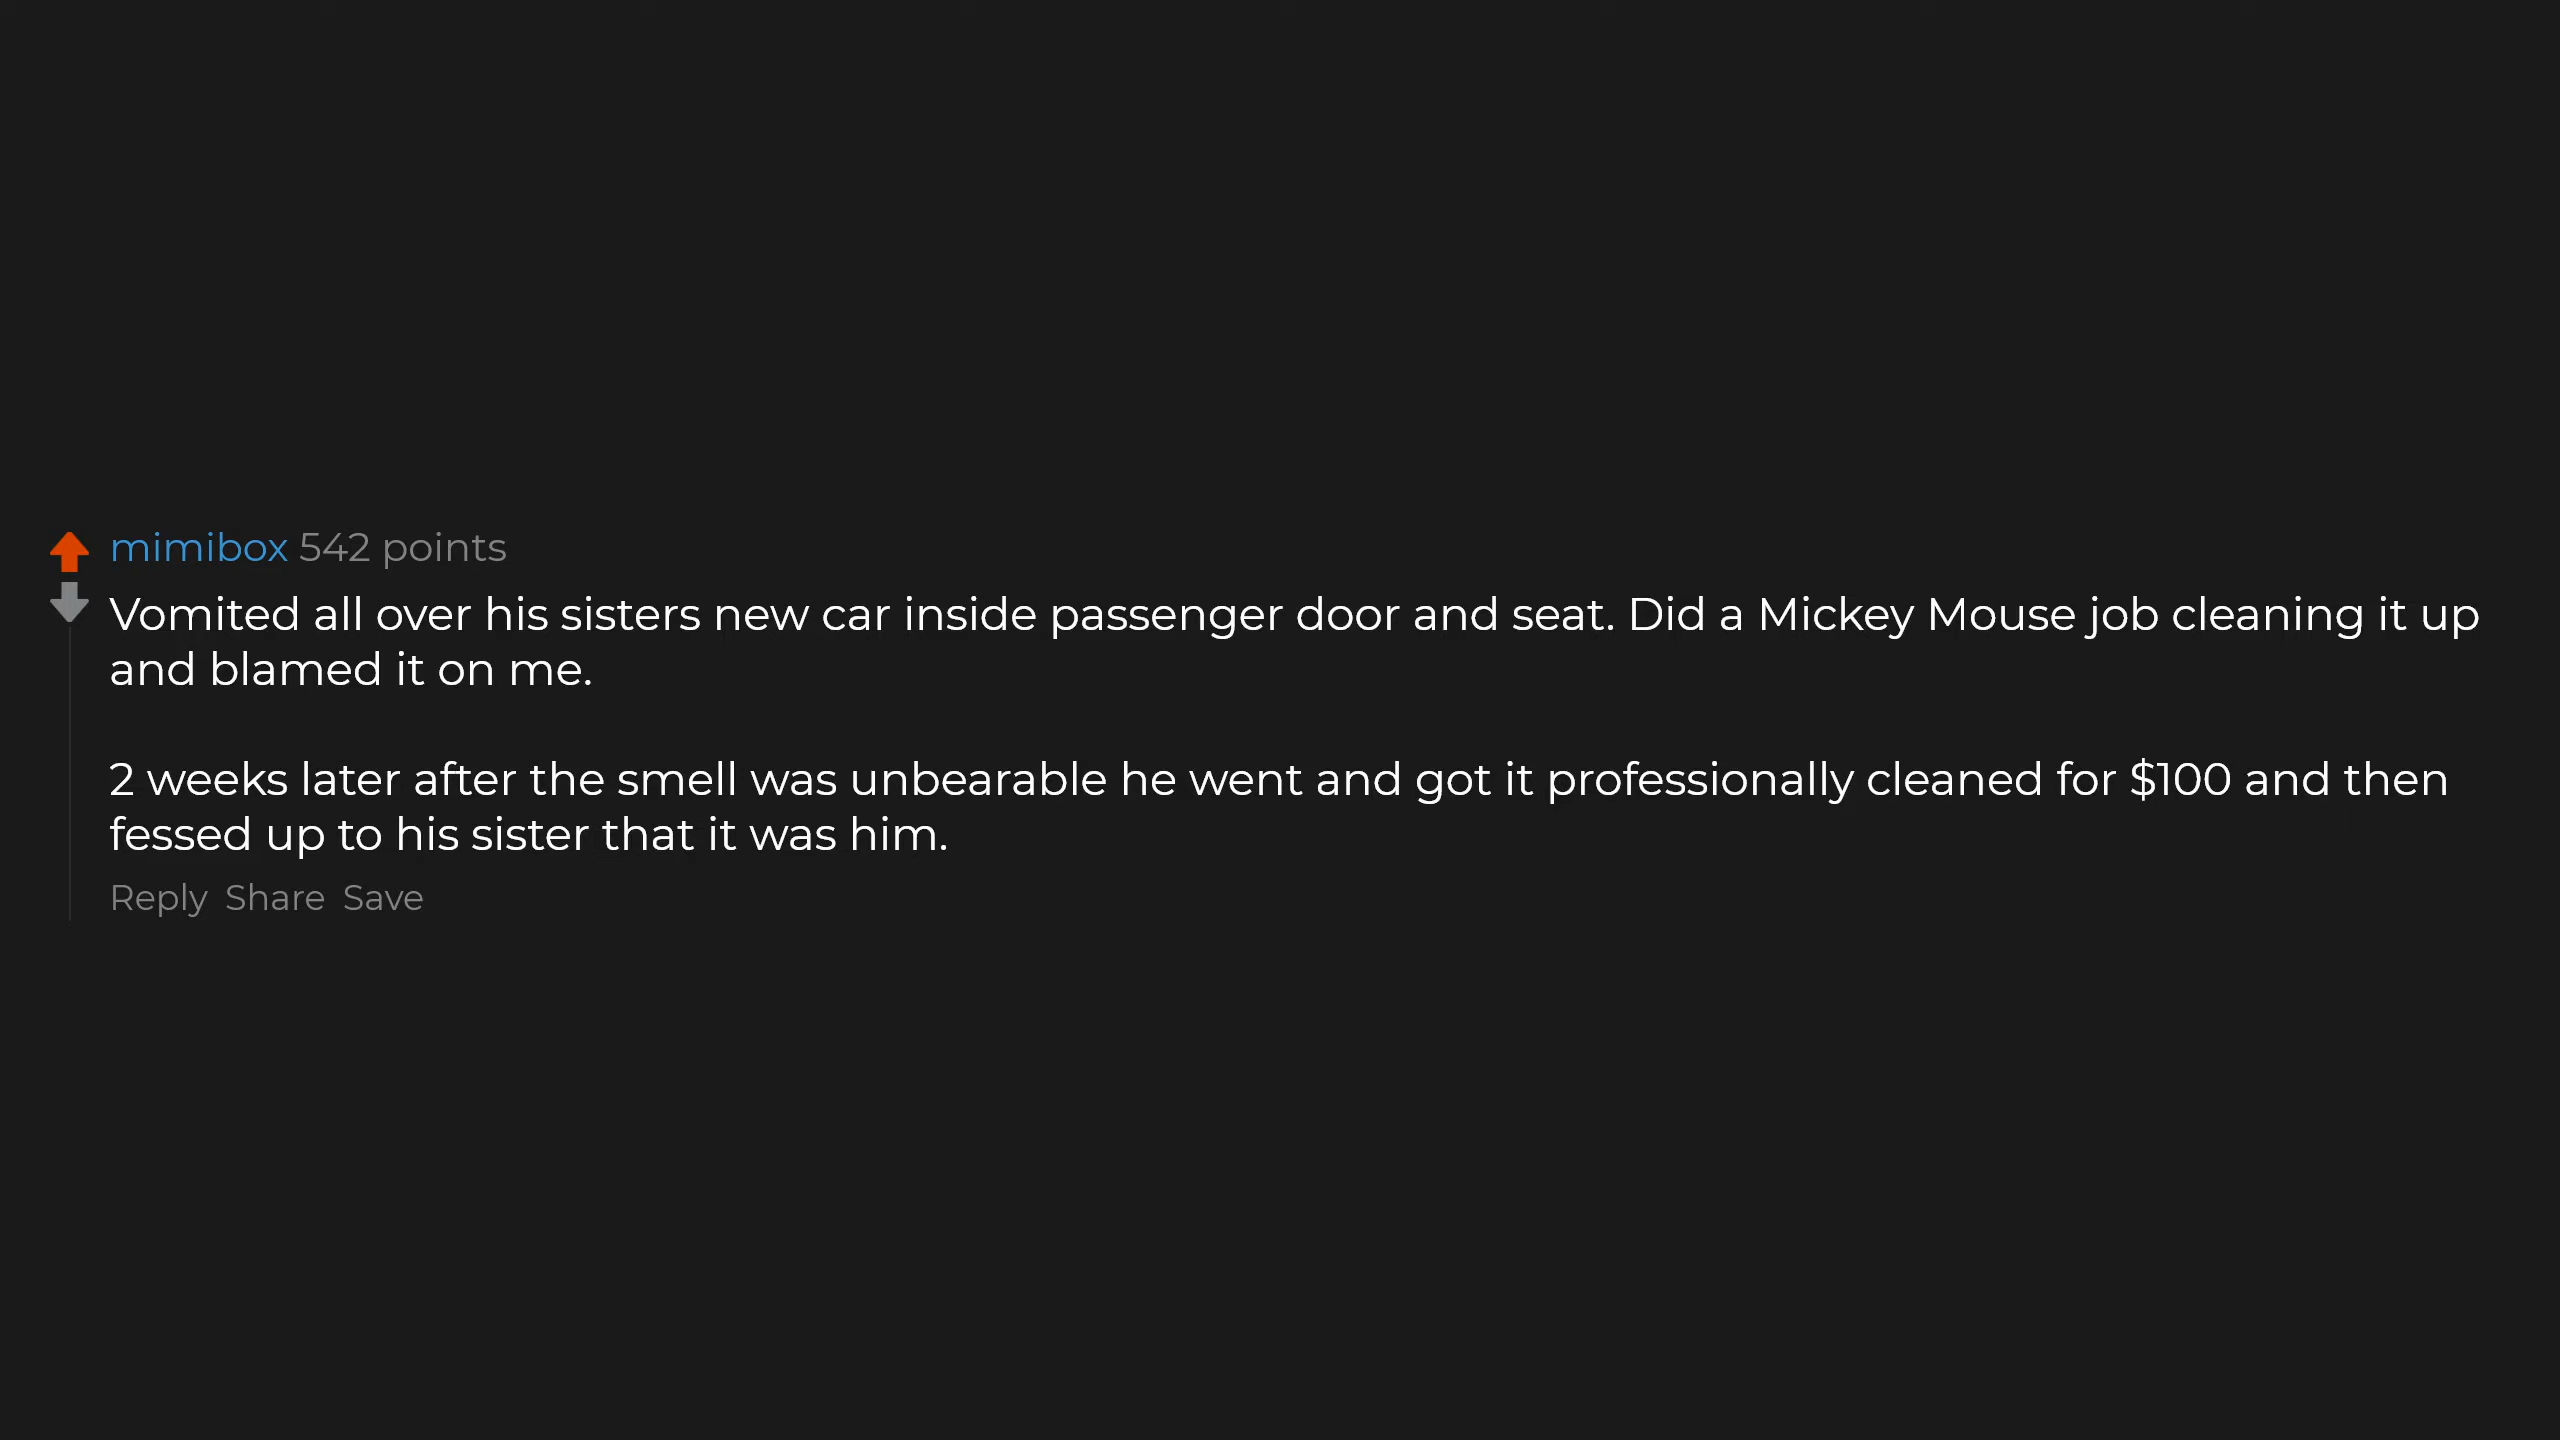 mimibox 542 points
Vomited all over his sisters new car inside passenger door and seat. Did a Mickey Mouse job cleaning it up
and blamed it on me.
2 weeks later after the smell was unbearable he went and got it professionally cleaned for $100 and then
fessed up to his sister that it was him.
Reply Share Save